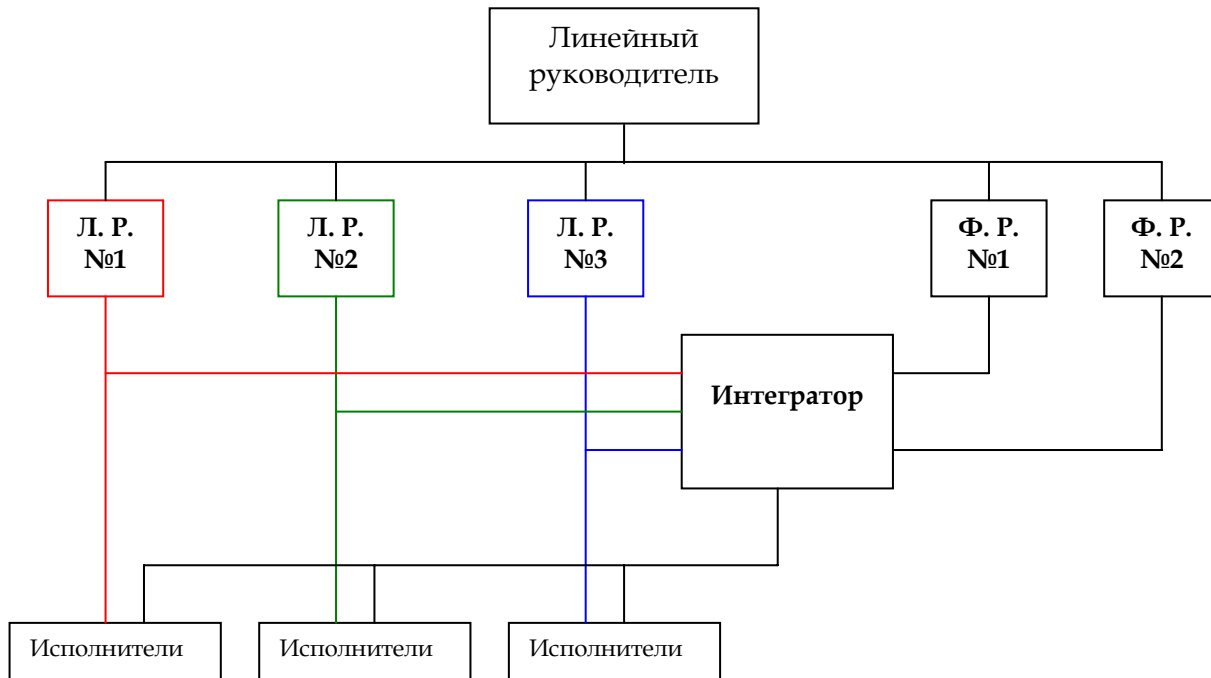 Линейный
руководитель
Л. Р.
№1
Л. Р.
№2
Л. Р.
№3
Ф. Р.
№1
Ф. Р.
№2
Интегратор
Исполнители
Исполнители
Исполнители